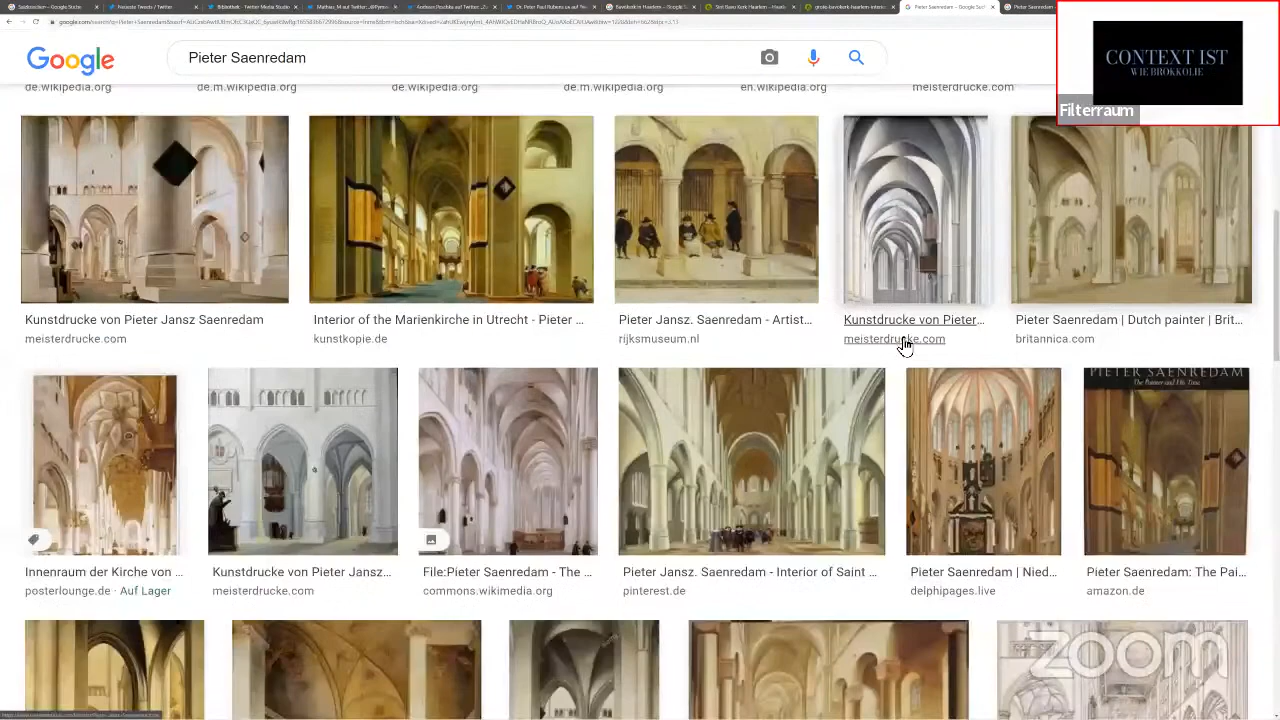 Neueste Tweets / Twitter
Google
Pieter Saenredam
CONTEXT IST
WIE BROKKOLIE
Filterraum
de.wikipedia.org
de.m.wikipedia.org
de.wikipedia.org
de.m.wikipedia.org
en.wikipedia.org
meisterdrucke.com
Kunstdrucke von Pieter Jansz Saenredam
meisterdrucke.com
Interior of the Marienkirche in Utrecht - Pieter ...
kunstkopie.de
Pieter Jansz. Saenredam - Artist...
rijksmuseum.nl
Kunstdrucke von Pieter...
meisterdrucke.com
Pieter Saenredam | Dutch painter | Brit...
britannica.com
PIETER SAENREDAM
The Painter and His Time
Innenraum der Kirche von ...
posterlounge.de · Auf Lager
Kunstdrucke von Pieter Jansz...
meisterdrucke.com
File:Pieter Saenredam - The ...
commons.wikimedia.org
Pieter Jansz. Saenredam - Interior of Saint ...
pinterest.de
Pieter Saenredam | Nied...
delphipages.live
Pieter Saenredam: The Pai...
amazon.de
zoom